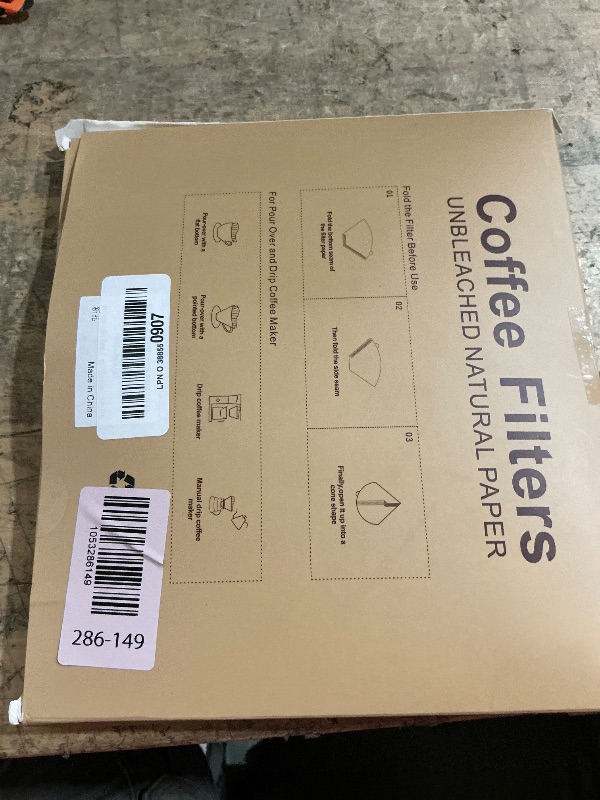 Coffee Filters
UNBLEACHED NATURAL PAPER
Fold the Filter Before Use
01
Fold the bottom seam of
the filter paper
02
Then fold the side seam
03
Finally,open it up into a
cone shape
For Pour Over and Drip Coffee Maker
Pour-over with a
flat bottom
Pour-over with a
pointed bottom
Drip coffee maker
Manual drip coffee
maker
0907
Made in China
1053286149
286-149